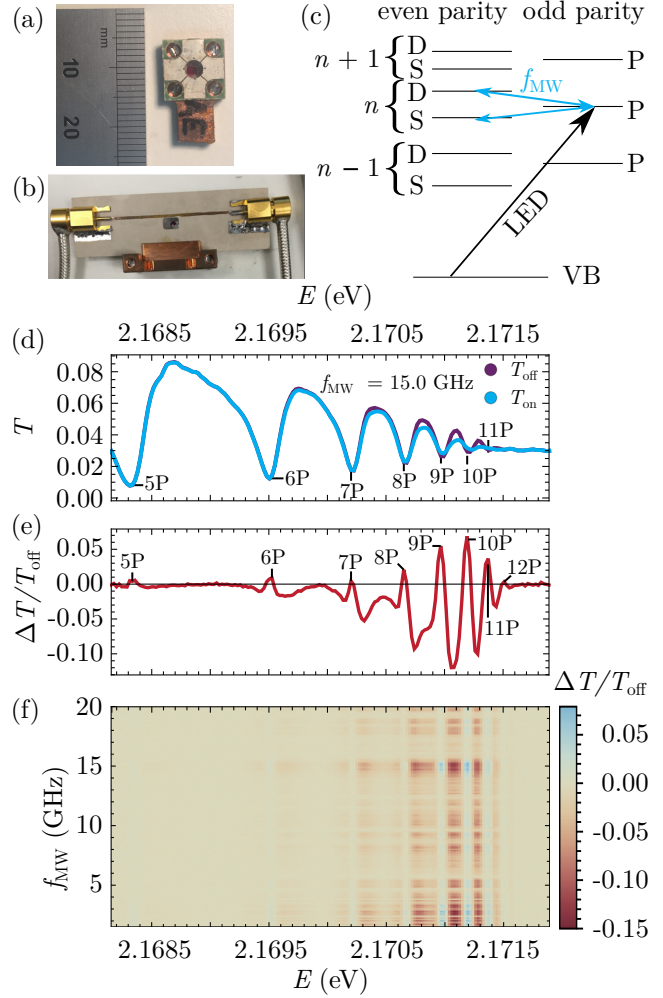 (a)
mm
10
20
(b)
(c)
even parity odd parity
n + 1 { D
S
P
n { D
S
f_MW
P
n − 1 { D
S
P
LED
VB
E (eV)
2.1685 2.1695 2.1705 2.1715
(d)
T
0.08
0.06
0.04
0.02
0.00
f_MW = 15.0 GHz
T_off
T_on
5P
6P
7P
8P
9P
10P
11P
(e)
ΔT/T_off
0.05
0.00
-0.05
-0.10
5P
6P
7P
8P
9P
10P
11P
12P
(f)
f_MW (GHz)
20
15
10
5
2.1685 2.1695 2.1705 2.1715
E (eV)
ΔT/T_off
0.05
0.00
-0.05
-0.10
-0.15